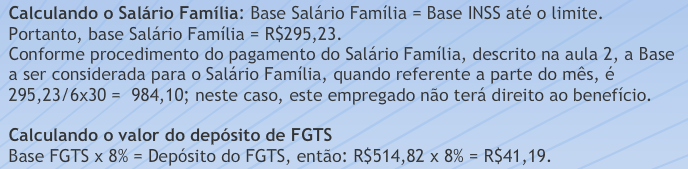 Calculando o Salário Família: Base Salário Família = Base INSS até o limite.
Portanto, base Salário Família = R$295,23.
Conforme procedimento do pagamento do Salário Família, descrito na aula 2, a Base
a ser considerada para o Salário Família, quando referente a parte do mês, é
295,23/6x30 = 984,10; neste caso, este empregado não terá direito ao benefício.
Calculando o valor do depósito de FGTS
Base FGTS x 8% = Depósito do FGTS, então: R$514,82 x 8% = R$41,19.